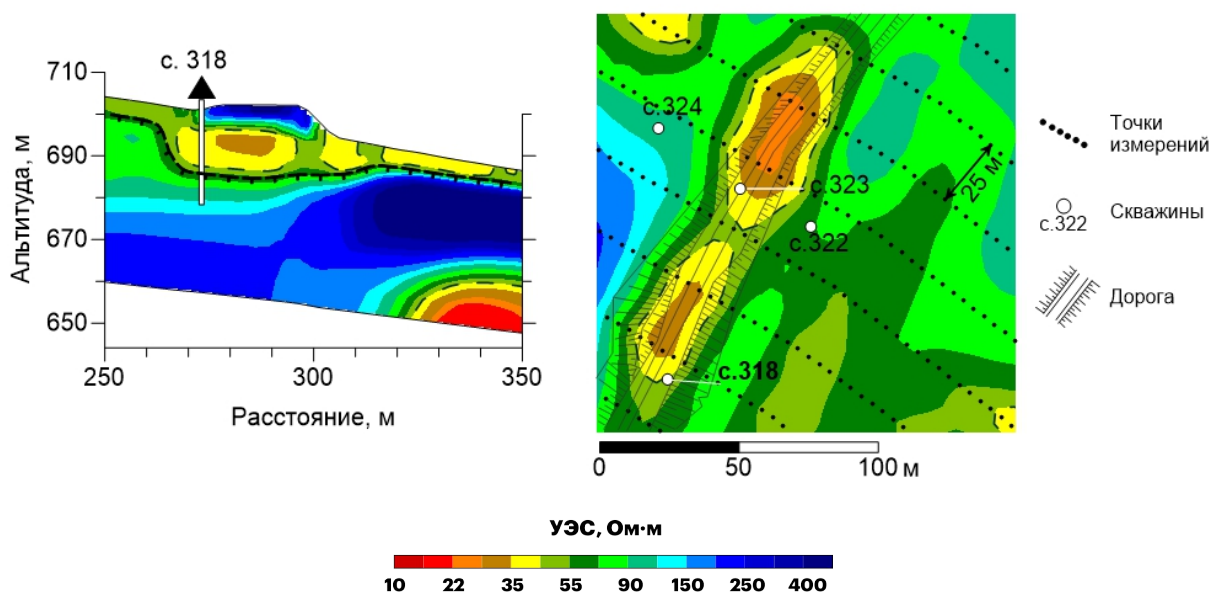 с. 318
710
690
670
650
Альтитуда, м
250 300 350
Расстояние, м
с.324
с.323
с.322
с.318
25 м
0 50 100 м
Точки
измерений
с.322
Скважины
Дорога
УЭС, Ом·м
10 22 35 55 90 150 250 400